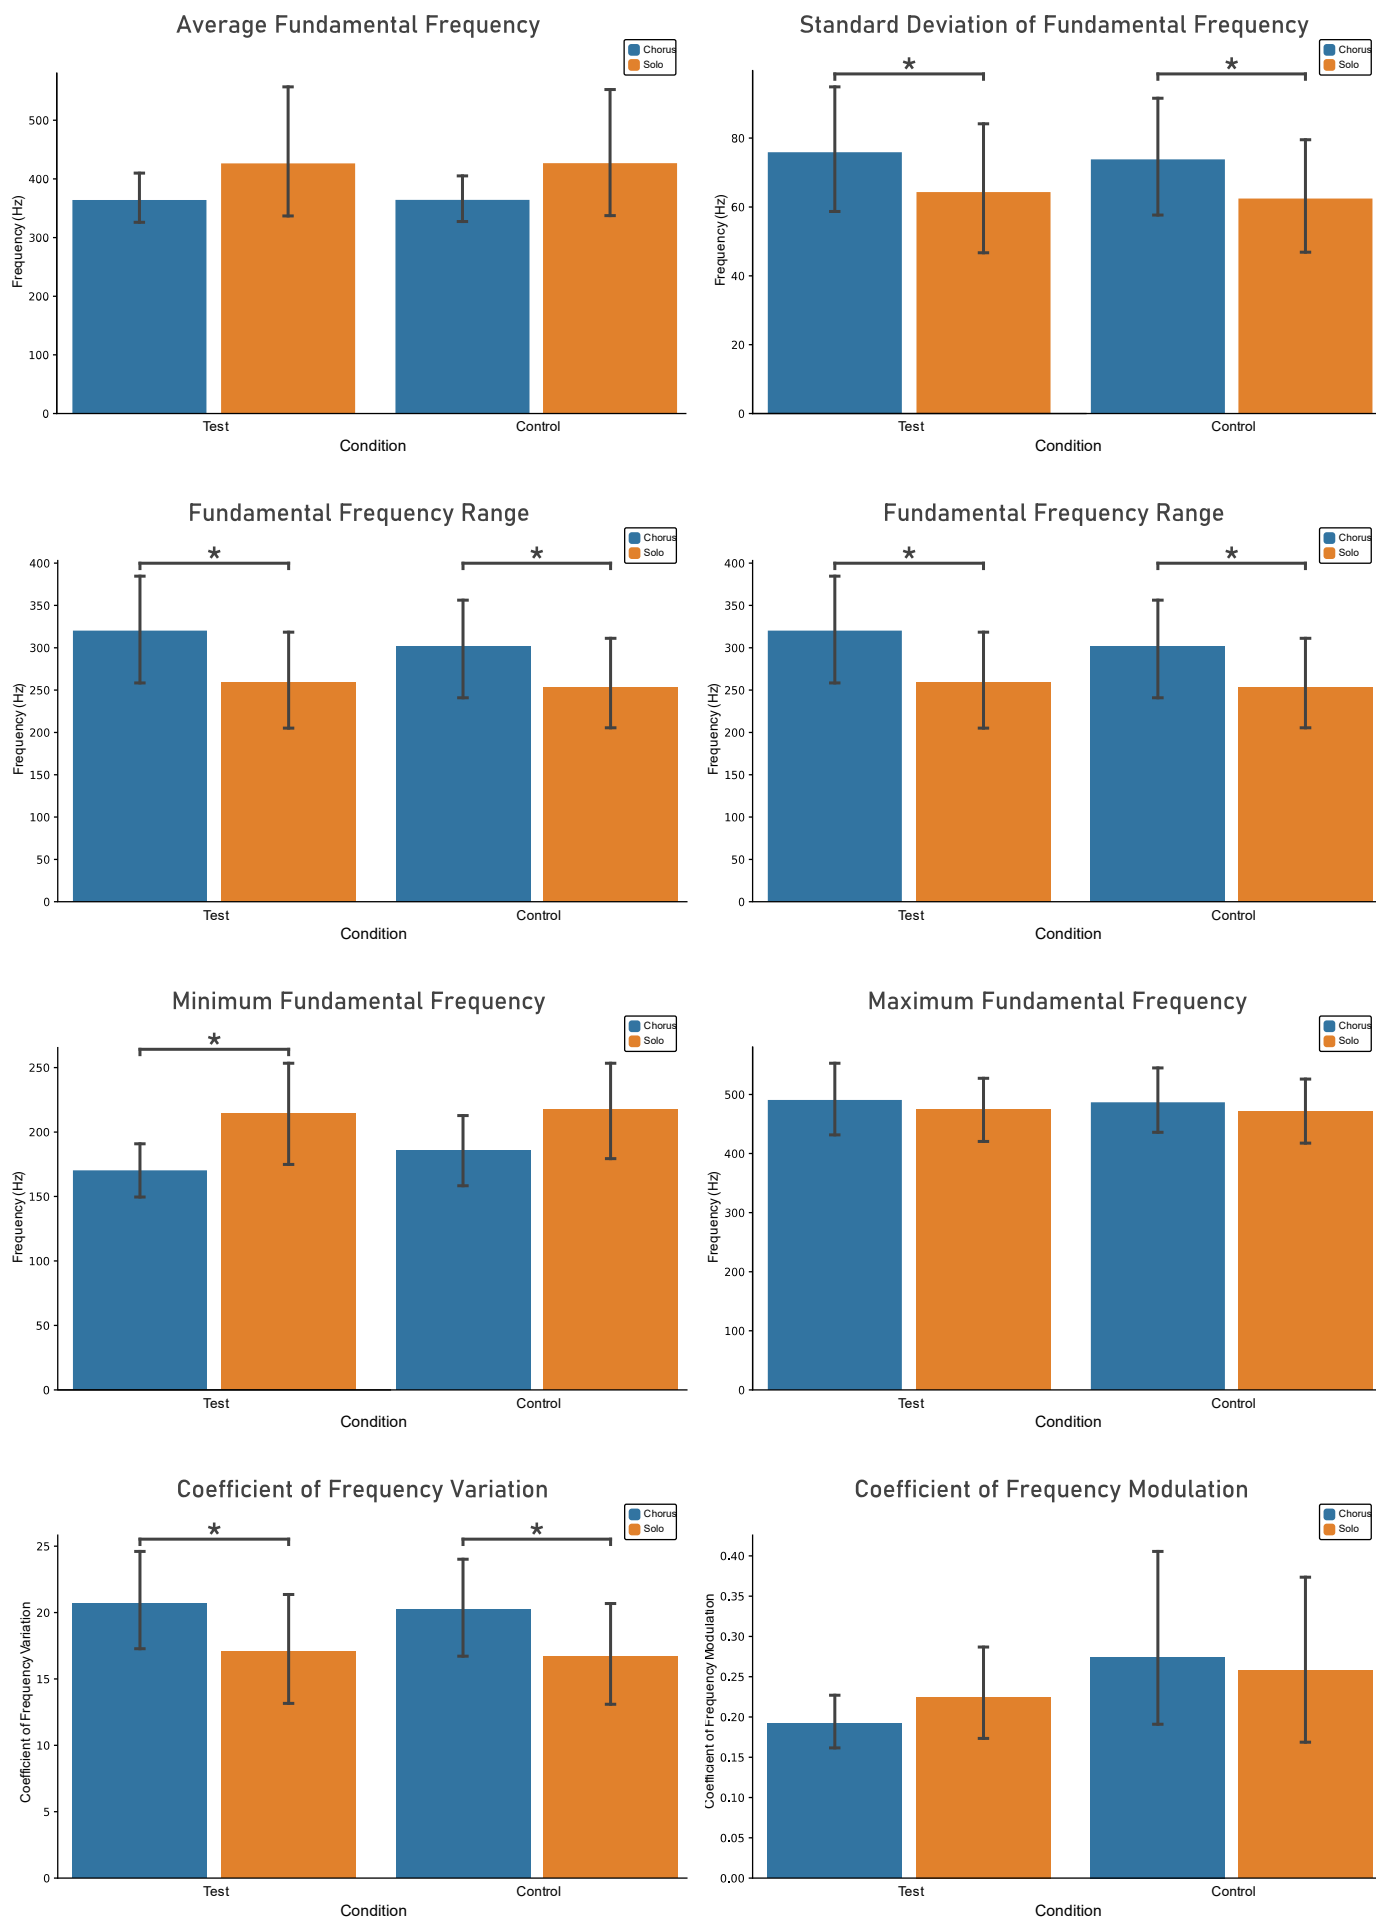 Average Fundamental Frequency
Chorus
Solo
Frequency (Hz)
500
400
300
200
100
0
Test
Control
Condition
Standard Deviation of Fundamental Frequency
Chorus
Solo
*
*
Frequency (Hz)
80
60
40
20
0
Test
Control
Condition
Fundamental Frequency Range
Chorus
Solo
*
*
Frequency (Hz)
400
350
300
250
200
150
100
50
0
Test
Control
Condition
Fundamental Frequency Range
Chorus
Solo
*
*
Frequency (Hz)
400
350
300
250
200
150
100
50
0
Test
Control
Condition
Minimum Fundamental Frequency
Chorus
Solo
*
Frequency (Hz)
250
200
150
100
50
0
Test
Control
Condition
Maximum Fundamental Frequency
Chorus
Solo
Frequency (Hz)
500
400
300
200
100
0
Test
Control
Condition
Coefficient of Frequency Variation
Chorus
Solo
*
*
Coefficient of Frequency Variation
25
20
15
10
5
0
Test
Control
Condition
Coefficient of Frequency Modulation
Chorus
Solo
Coefficient of Frequency Modulation
0.40
0.35
0.30
0.25
0.20
0.15
0.10
0.05
0.00
Test
Control
Condition